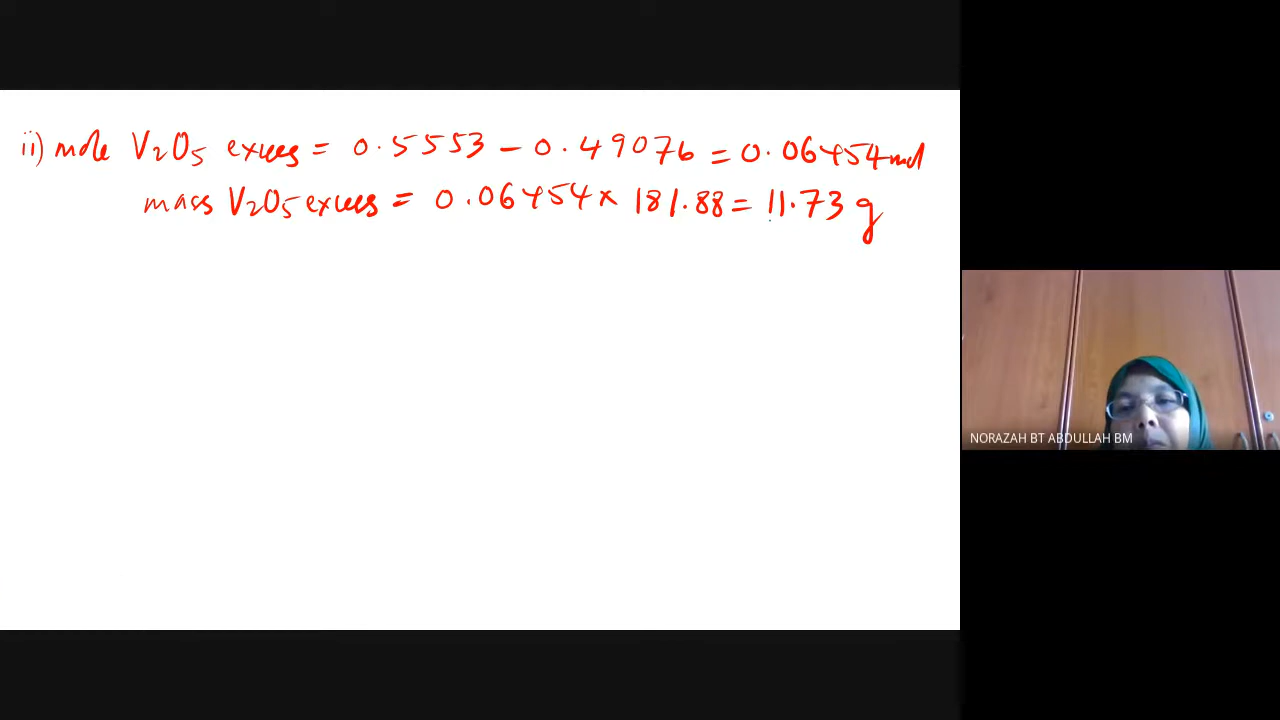 ii) mole V₂O₅ excess = 0.5553 - 0.49076 = 0.06454 mol
mass V₂O₅ excess = 0.06454 × 181.88 = 11.73 g
NORAZAH BT ABDULLAH BM